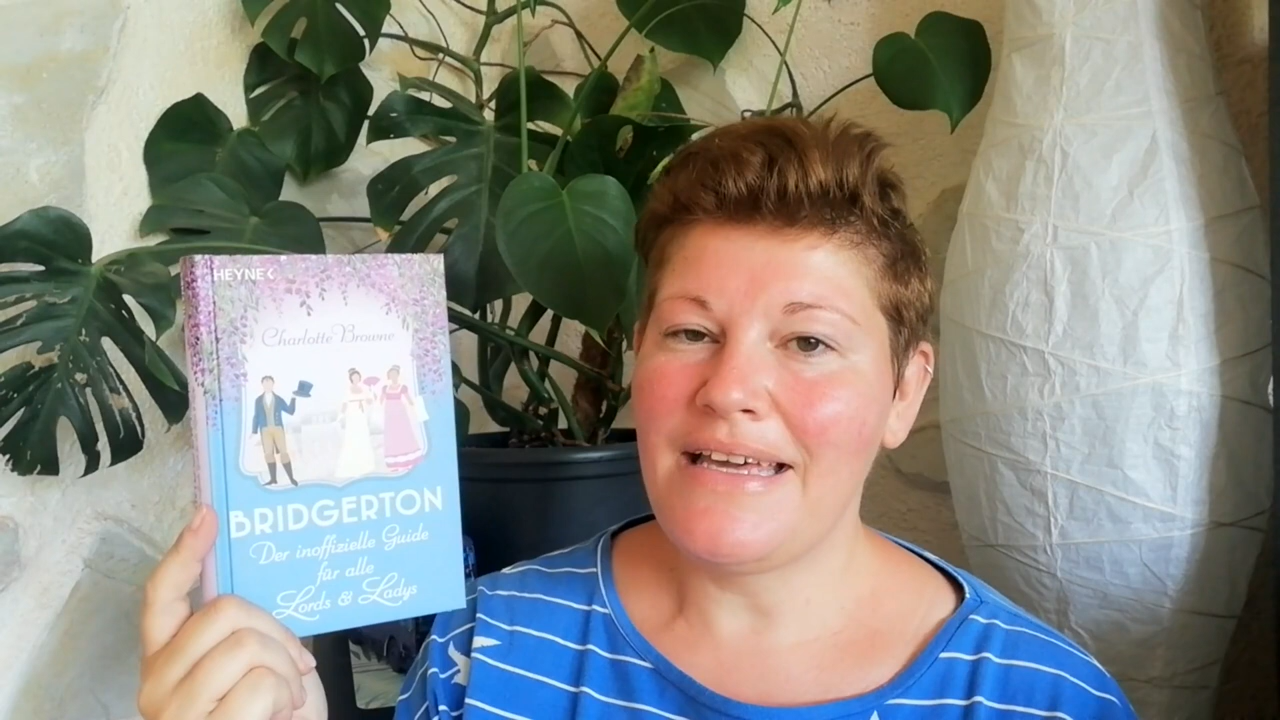 HEYNE<
Charlotte Browne
BRIDGERTON
Der inoffizielle Guide
für alle
Lords & Ladys